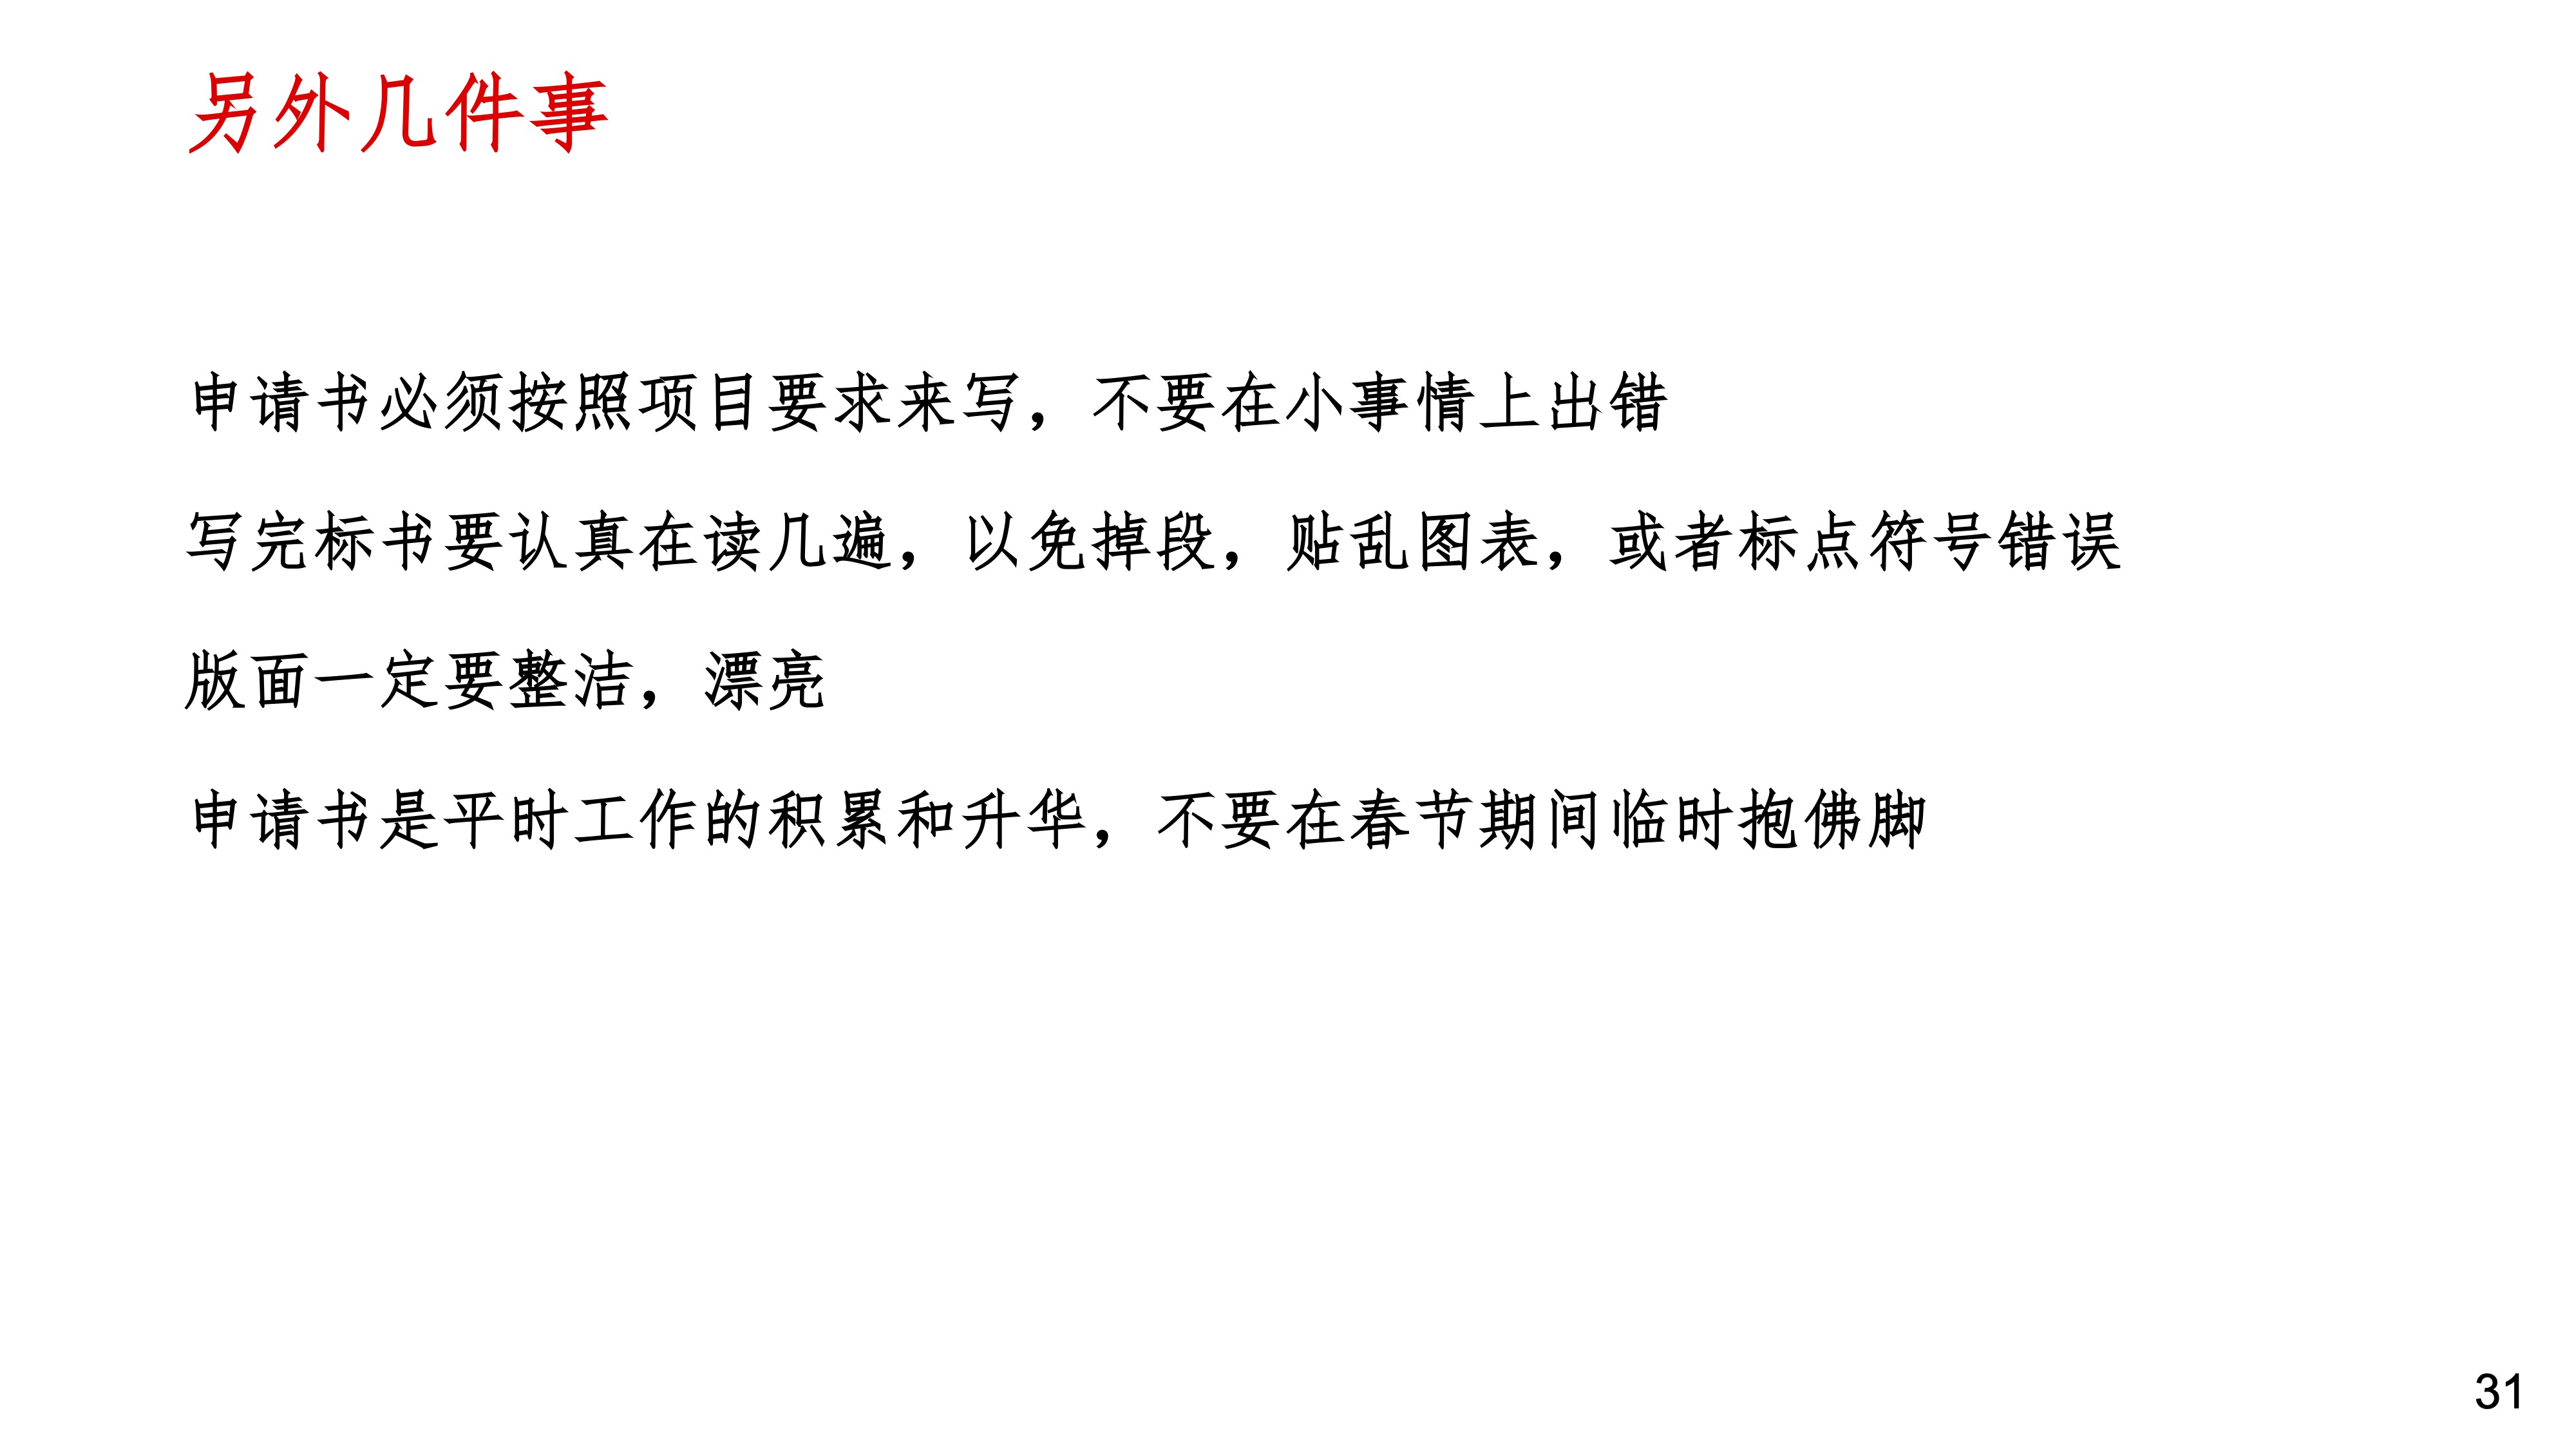 另外几件事
申请书必须按照项目要求来写，不要在小事情上出错
写完标书要认真在读几遍，以免掉段，贴乱图表，或者标点符号错误
版面一定要整洁，漂亮
申请书是平时工作的积累和升华，不要在春节期间临时抱佛脚
31